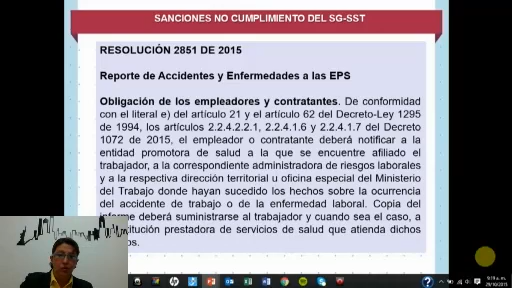 SANCIONES NO CUMPLIMIENTO DEL SG-SST
RESOLUCIÓN 2851 DE 2015
Reporte de Accidentes y Enfermedades a las EPS
Obligación de los empleadores y contratantes. De conformidad
con el literal e) del artículo 21 y el artículo 62 del Decreto-Ley 1295
de 1994, los artículos 2.2.4.2.2.1, 2.2.4.1.6 y 2.2.4.1.7 del Decreto
1072 de 2015, el empleador o contratante deberá notificar a la
entidad promotora de salud a la que se encuentre afiliado el
trabajador, a la correspondiente administradora de riesgos laborales
y a la respectiva dirección territorial u oficina especial del Ministerio
del Trabajo donde hayan sucedido los hechos sobre la ocurrencia
del accidente de trabajo o de la enfermedad laboral. Copia del
deberá suministrarse al trabajador y cuando sea el caso, a
prestadora de servicios de salud que atienda dichos
9:19 a. m.
29/10/2015